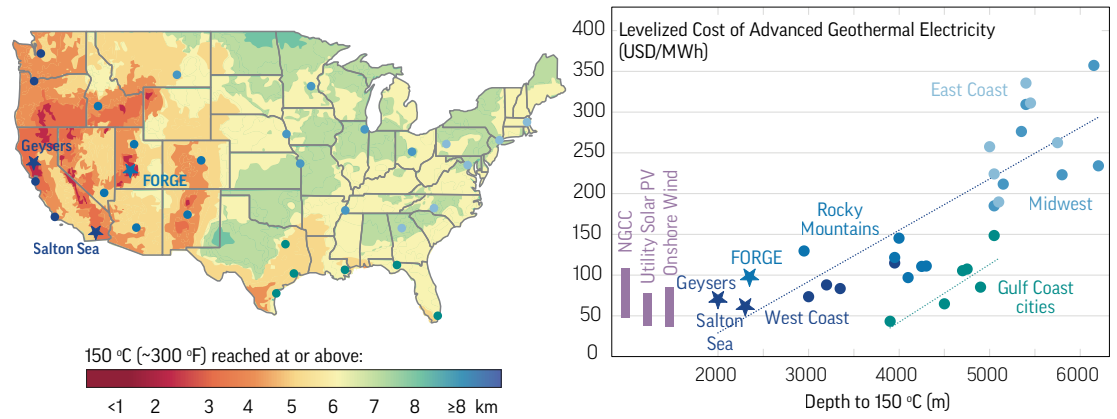 Geysers
FORGE
Salton Sea
150 ºC (~300 ºF) reached at or above:
<1 2 3 4 5 6 7 8 ≥8 km
Levelized Cost of Advanced Geothermal Electricity
(USD/MWh)
400
350
300
250
200
150
100
50
0
East Coast
Midwest
Rocky
Mountains
NGCC
Utility Solar PV
Onshore Wind
FORGE
Geysers
Salton
Sea
West Coast
Gulf Coast
cities
2000 3000 4000 5000 6000
Depth to 150 ºC (m)